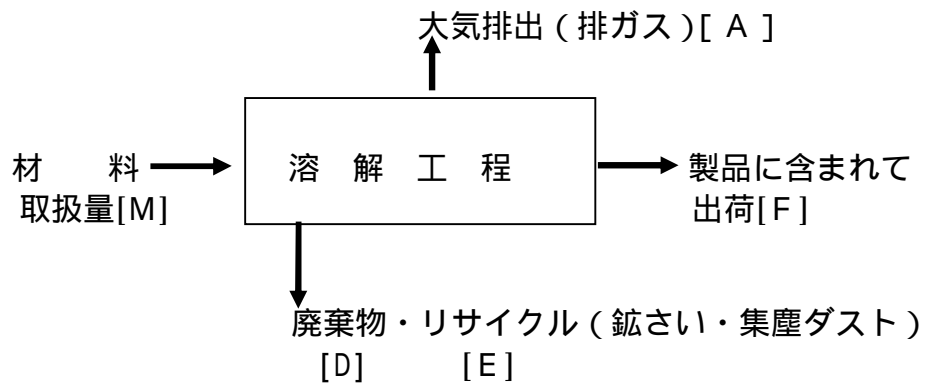 大気排出(排ガス)[ A ]
材　　料
取扱量[M]
溶 解 工 程
製品に含まれて
出荷[F]
廃棄物・リサイクル(鉱さい・集塵ダスト)
[D]　　[E]